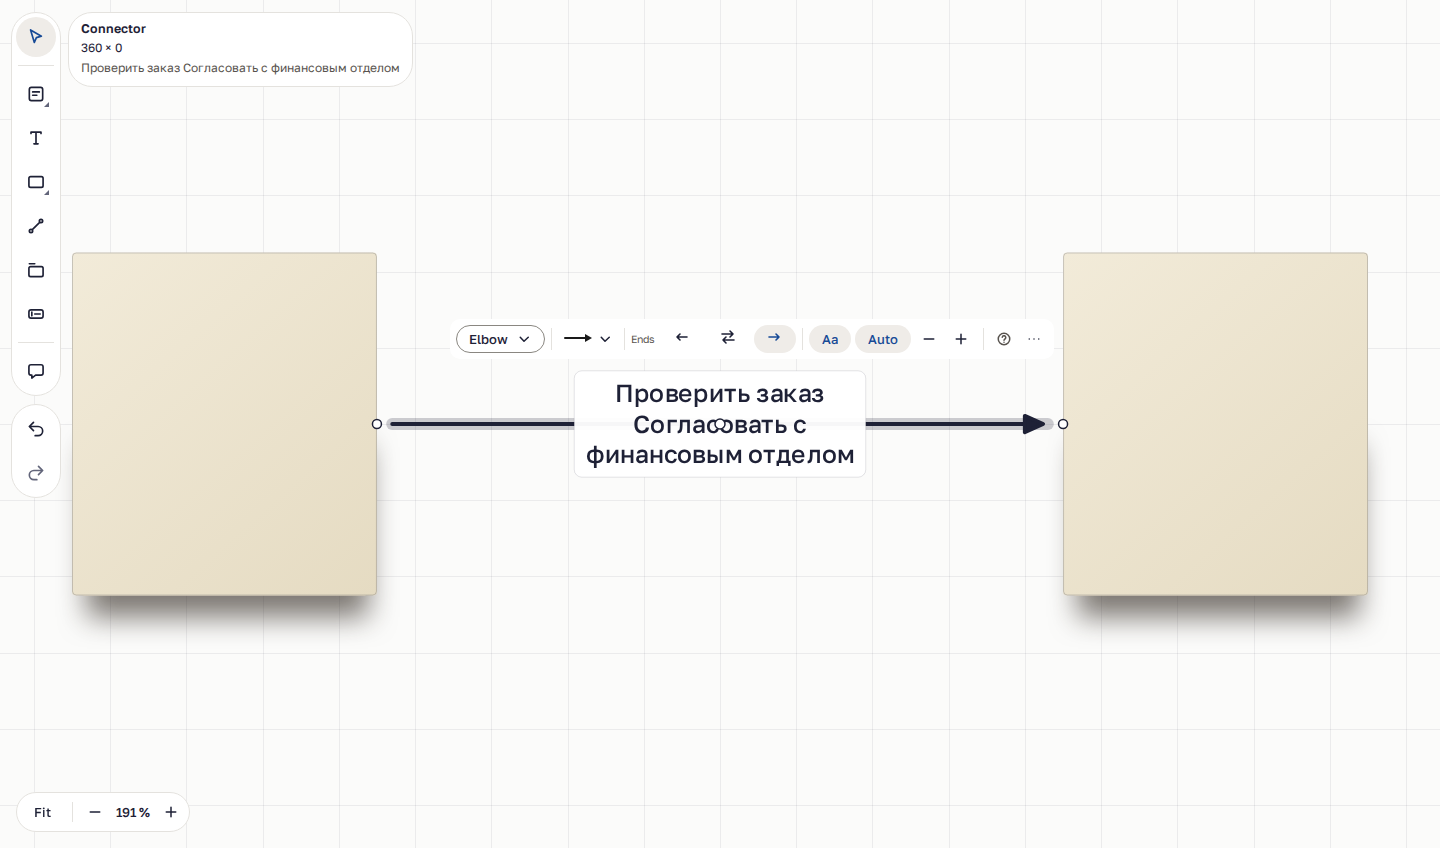 Connector
360 × 0
Проверить заказ Согласовать с финансовым отделом
Elbow
Ends
Aa
Auto
Проверить заказ
Согласовать с
финансовым отделом
Fit
191 %